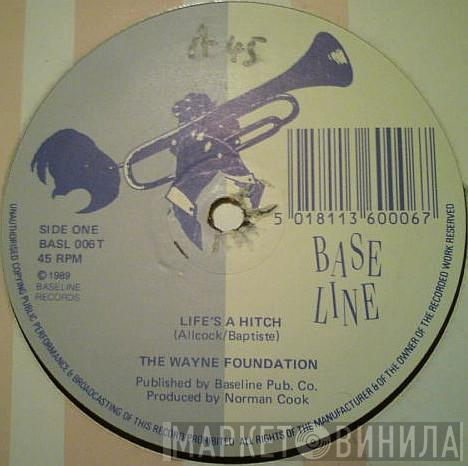 A 45
SIDE ONE
BASL 006T
45 RPM
© 1989
BASELINE
RECORDS
5 018113 600067
BASE
LINE
LIFE'S A HITCH
(Allcock/Baptiste)
THE WAYNE FOUNDATION
Published by Baseline Pub. Co.
Produced by Norman Cook
UNAUTHORISED COPYING PUBLIC PERFORMANCE & BROADCASTING OF THIS RECORD PROHIBITED. ALL RIGHTS OF THE MANUFACTURER & OF THE OWNER OF THE RECORDED WORK RESERVED
МАРКЕТ ВИНИЛА